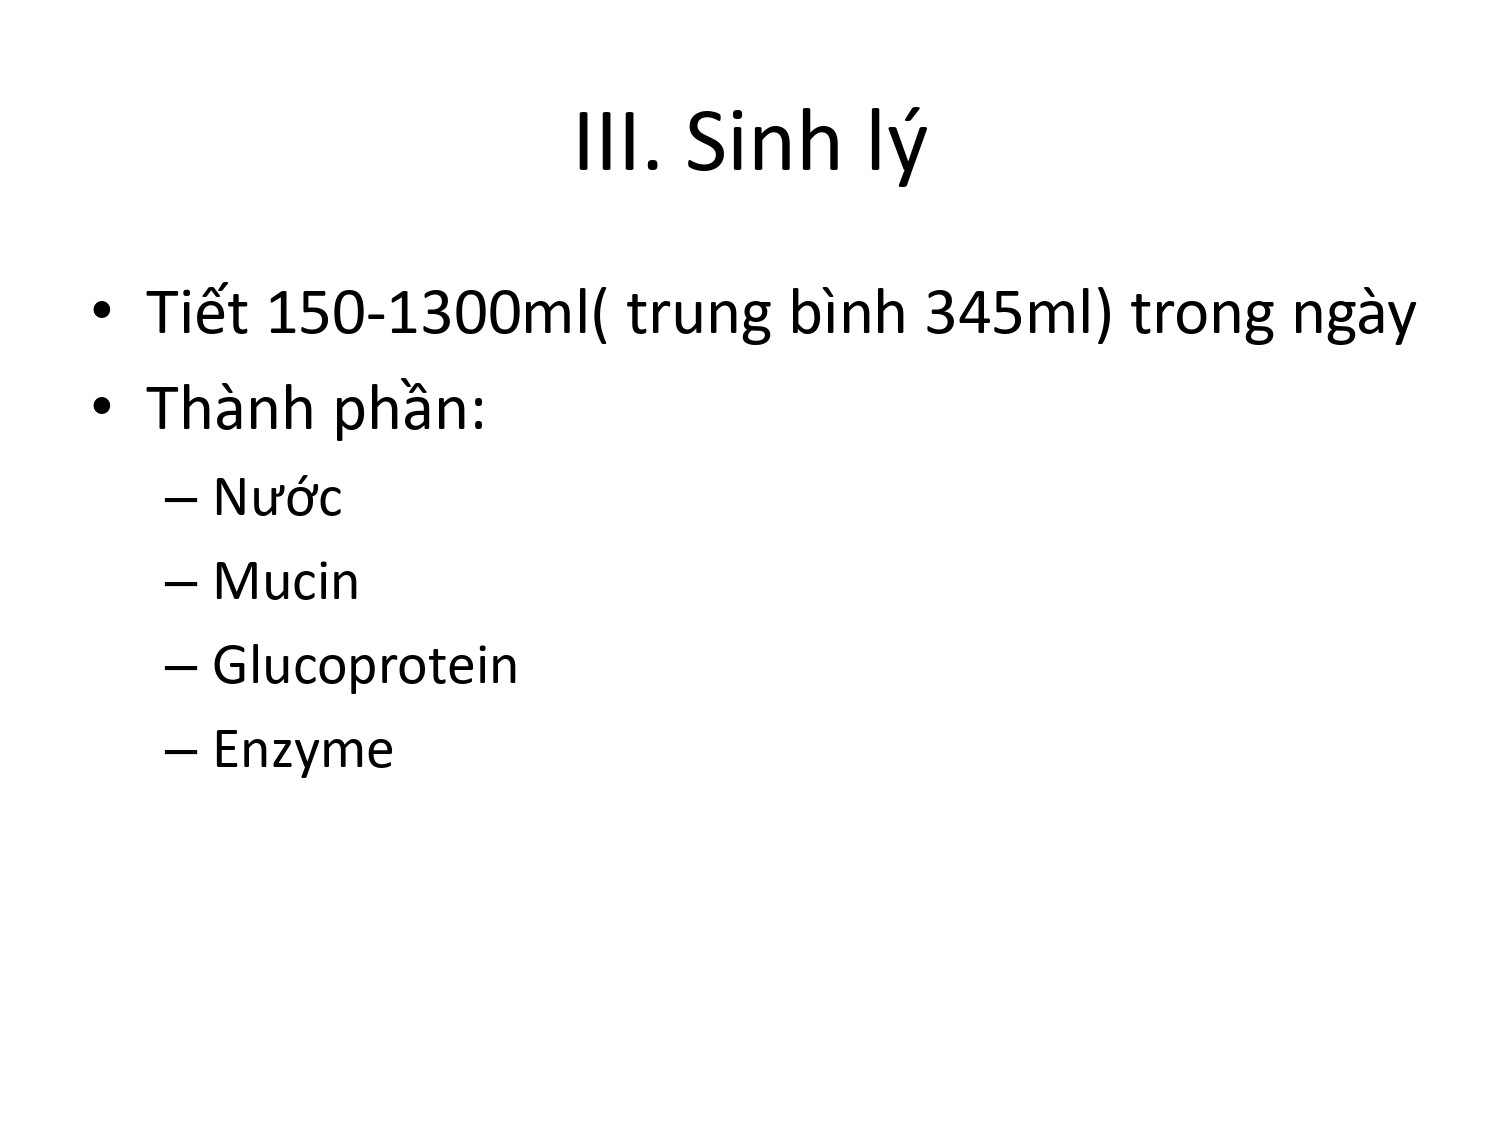 III. Sinh lý
• Tiết 150-1300ml( trung bình 345ml) trong ngày
• Thành phần:
– Nước
– Mucin
– Glucoprotein
– Enzyme